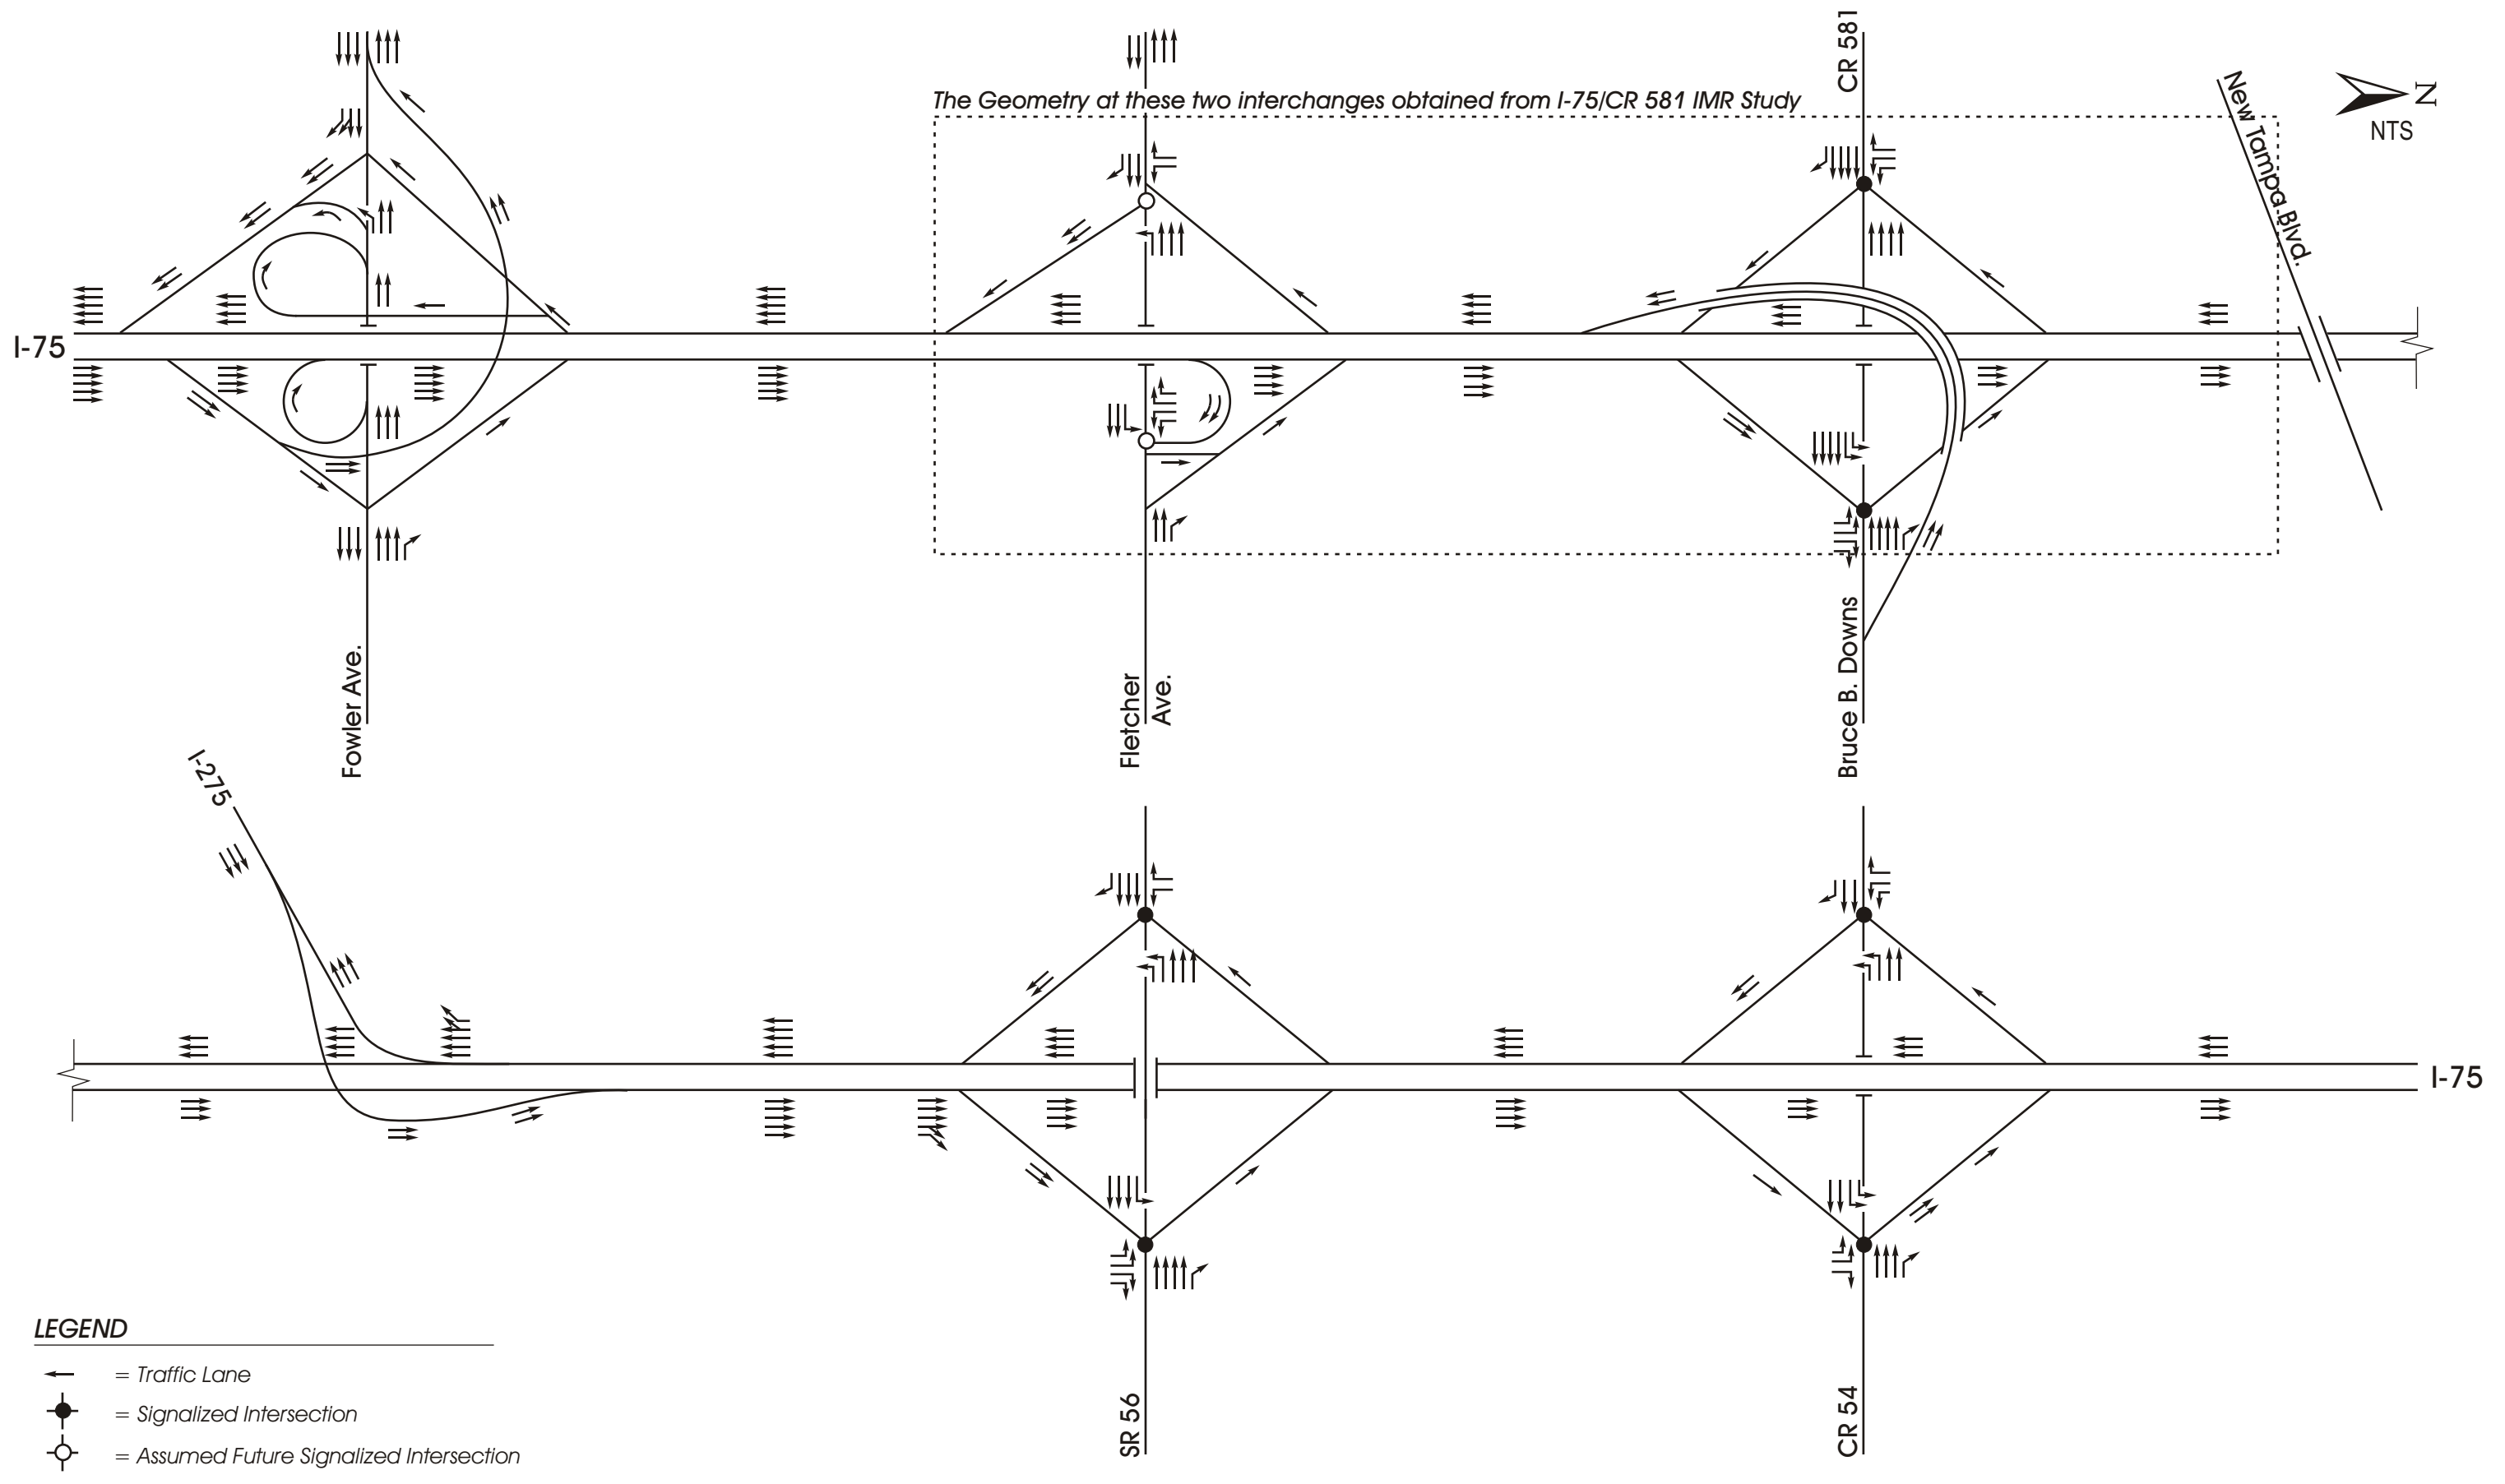 CR 581
The Geometry at these two interchanges obtained from I-75/CR 581 IMR Study
N
NTS
New Tampa Blvd.
I-75
Fowler Ave.
Fletcher
Ave.
Bruce B. Downs
I-275
I-75
SR 56
CR 54
LEGEND
= Traffic Lane
= Signalized Intersection
= Assumed Future Signalized Intersection